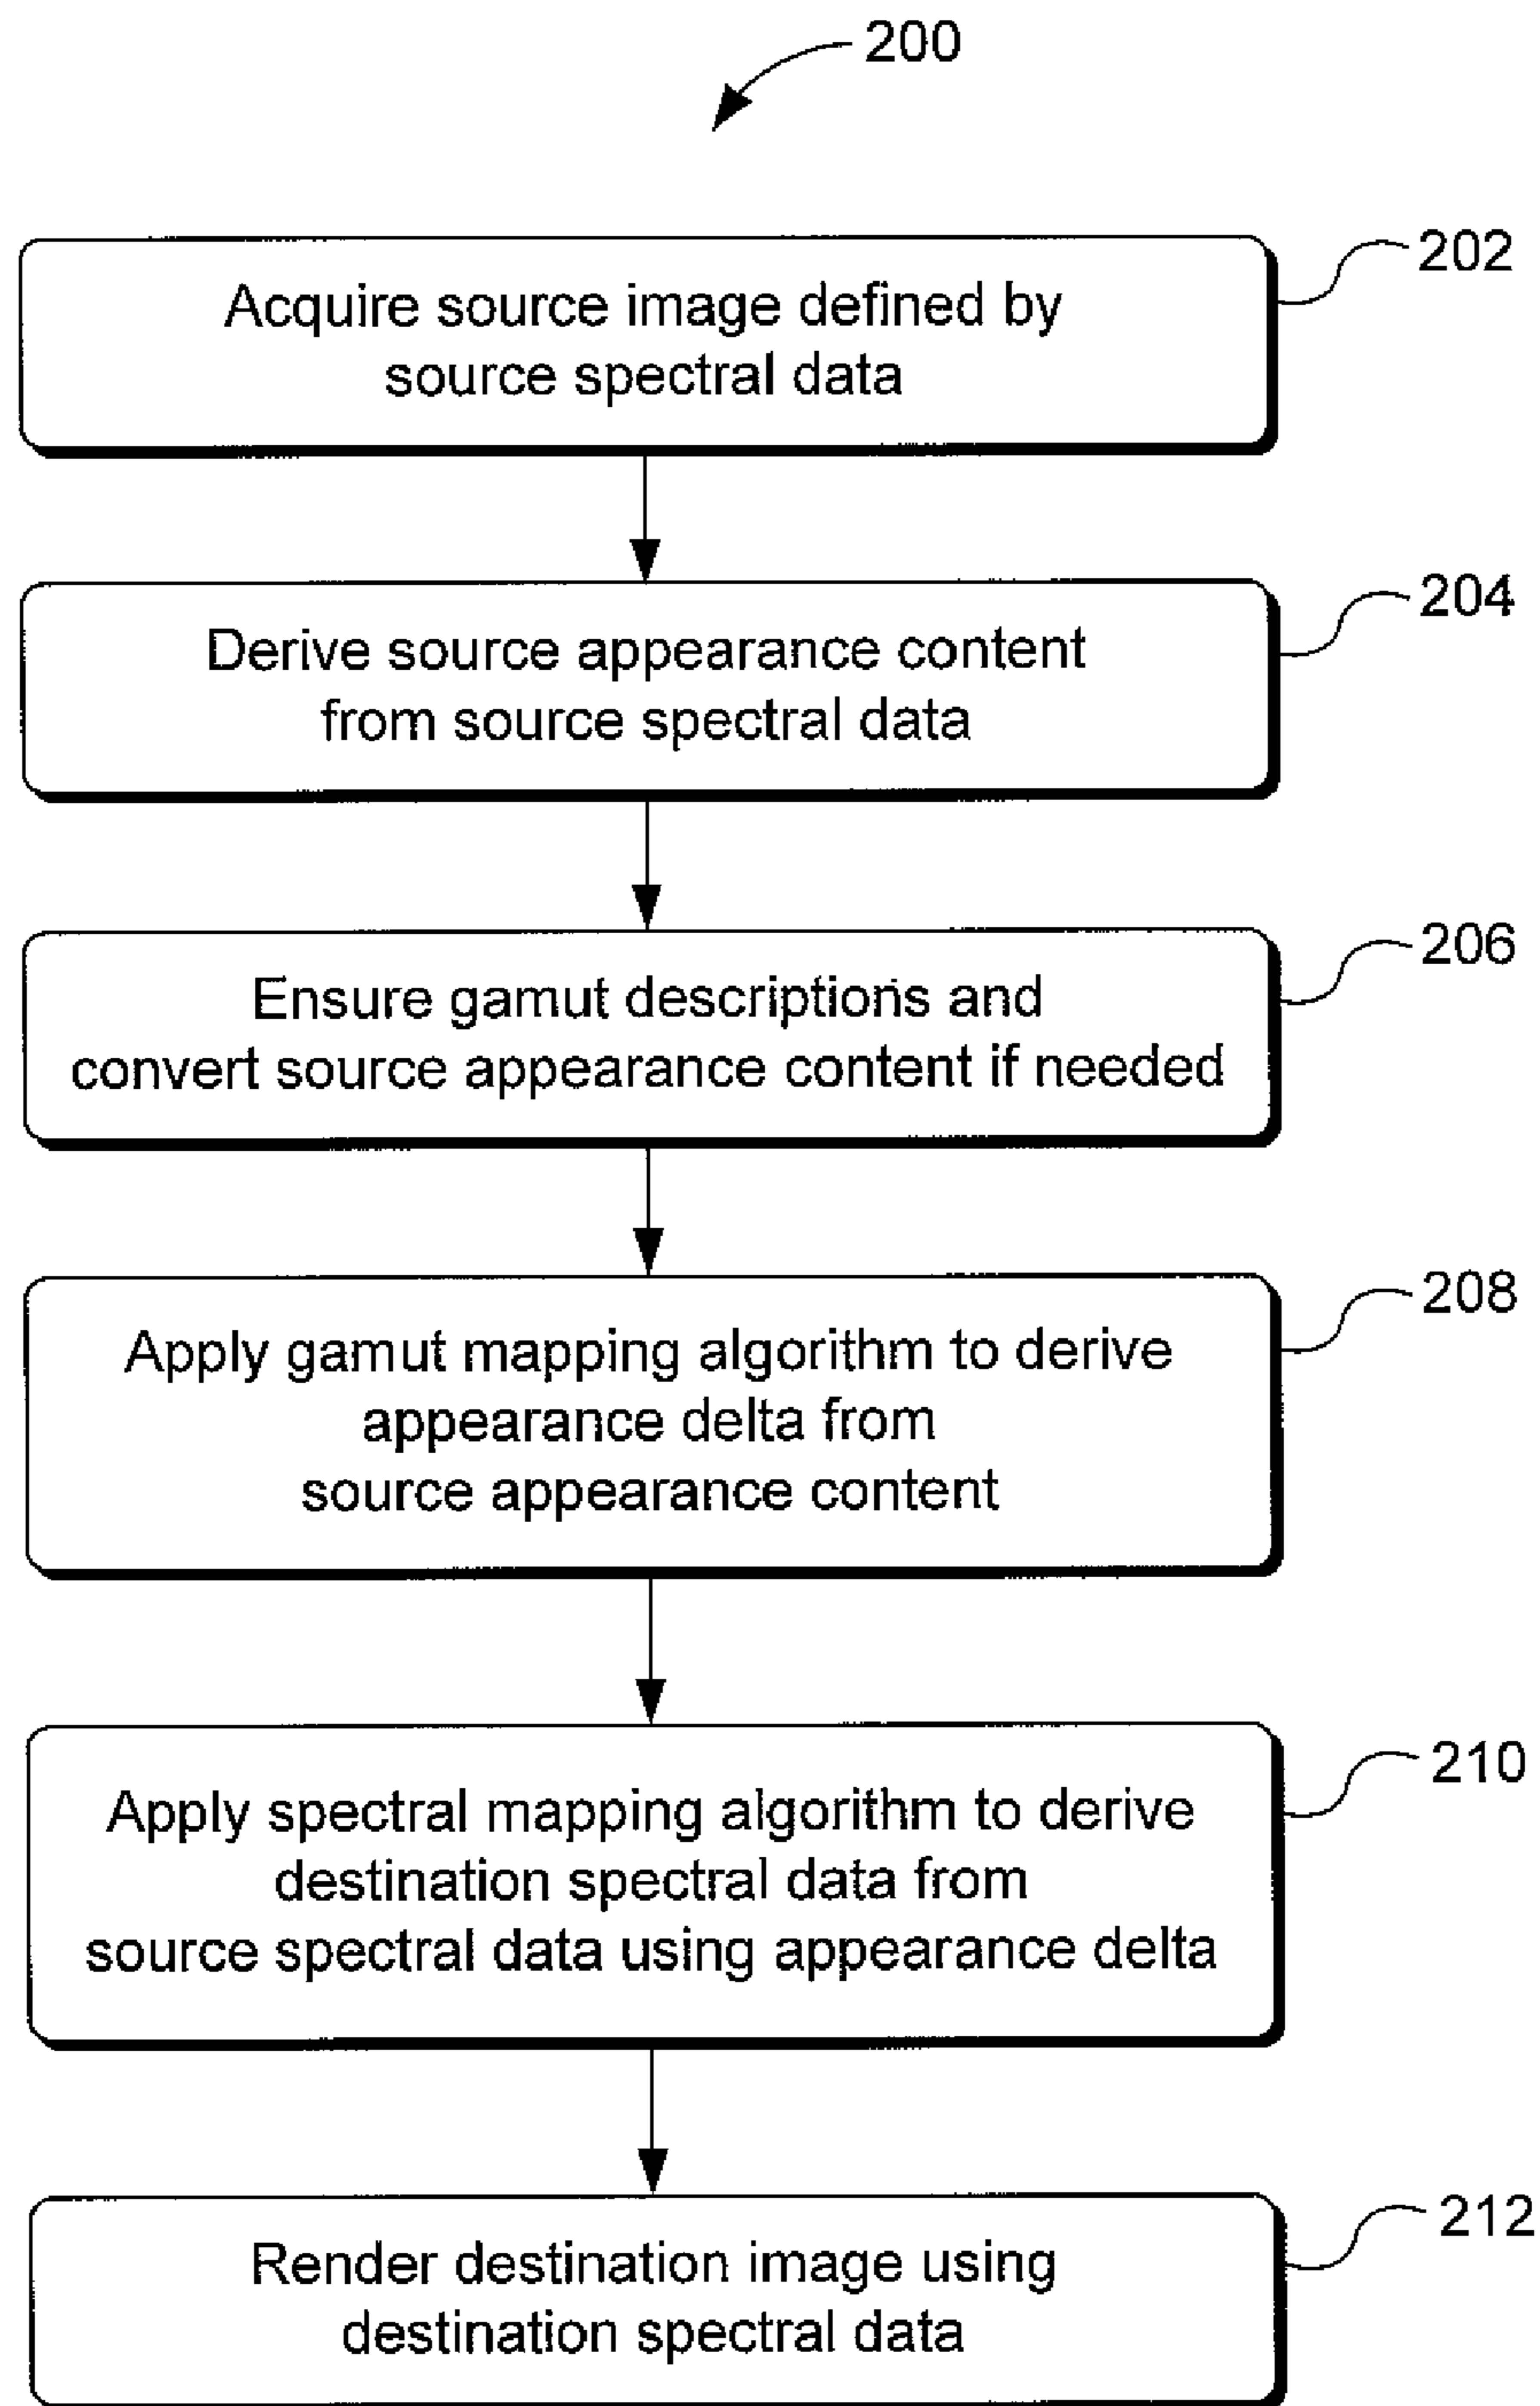 200
202
Acquire source image defined by
source spectral data
204
Derive source appearance content
from source spectral data
206
Ensure gamut descriptions and
convert source appearance content if needed
208
Apply gamut mapping algorithm to derive
appearance delta from
source appearance content
210
Apply spectral mapping algorithm to derive
destination spectral data from
source spectral data using appearance delta
212
Render destination image using
destination spectral data